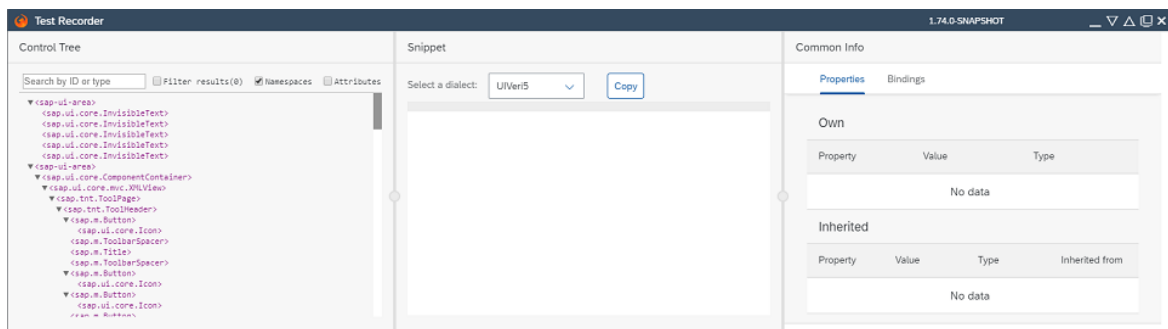 Test Recorder
1.74.0-SNAPSHOT
Control Tree
Search by ID or type
Filter results(0)
Namespaces
Attributes
<sap-ui-area>
<sap.ui.core.InvisibleText>
<sap.ui.core.InvisibleText>
<sap.ui.core.InvisibleText>
<sap.ui.core.InvisibleText>
<sap-ui-area>
<sap.ui.core.ComponentContainer>
<sap.ui.core.mvc.XMLView>
<sap.tnt.ToolPage>
<sap.tnt.ToolHeader>
<sap.m.Button>
<sap.ui.core.Icon>
<sap.m.ToolbarSpacer>
<sap.m.Title>
<sap.m.ToolbarSpacer>
<sap.m.Button>
<sap.ui.core.Icon>
<sap.m.Button>
<sap.ui.core.Icon>
<sap.m.Button>
Snippet
Select a dialect:
UIVeri5
Copy
Common Info
Properties
Bindings
Own
Property Value Type
No data
Inherited
Property Value Type Inherited from
No data